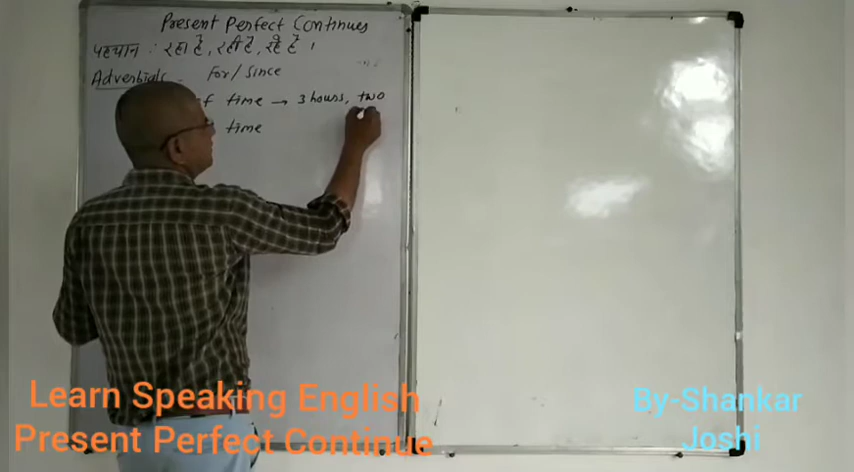 Present Perfect Continues
पहचान : रहा है, रही है, रहे है ।
Adverbials - For/since
of time → 3 hours, two
time
Learn Speaking English
Present Perfect Continue
By-Shankar
Joshi